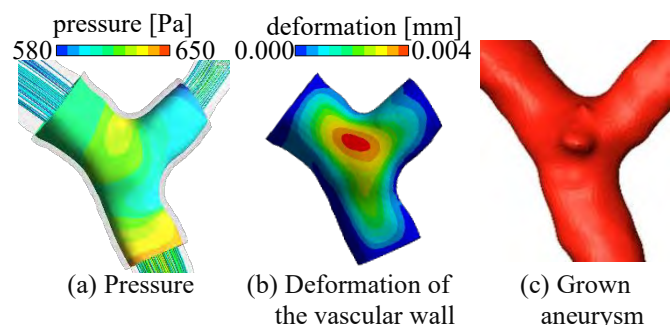 pressure [Pa]
580 650
deformation [mm]
0.000 0.004
(a) Pressure
(b) Deformation of
the vascular wall
(c) Grown
aneurysm